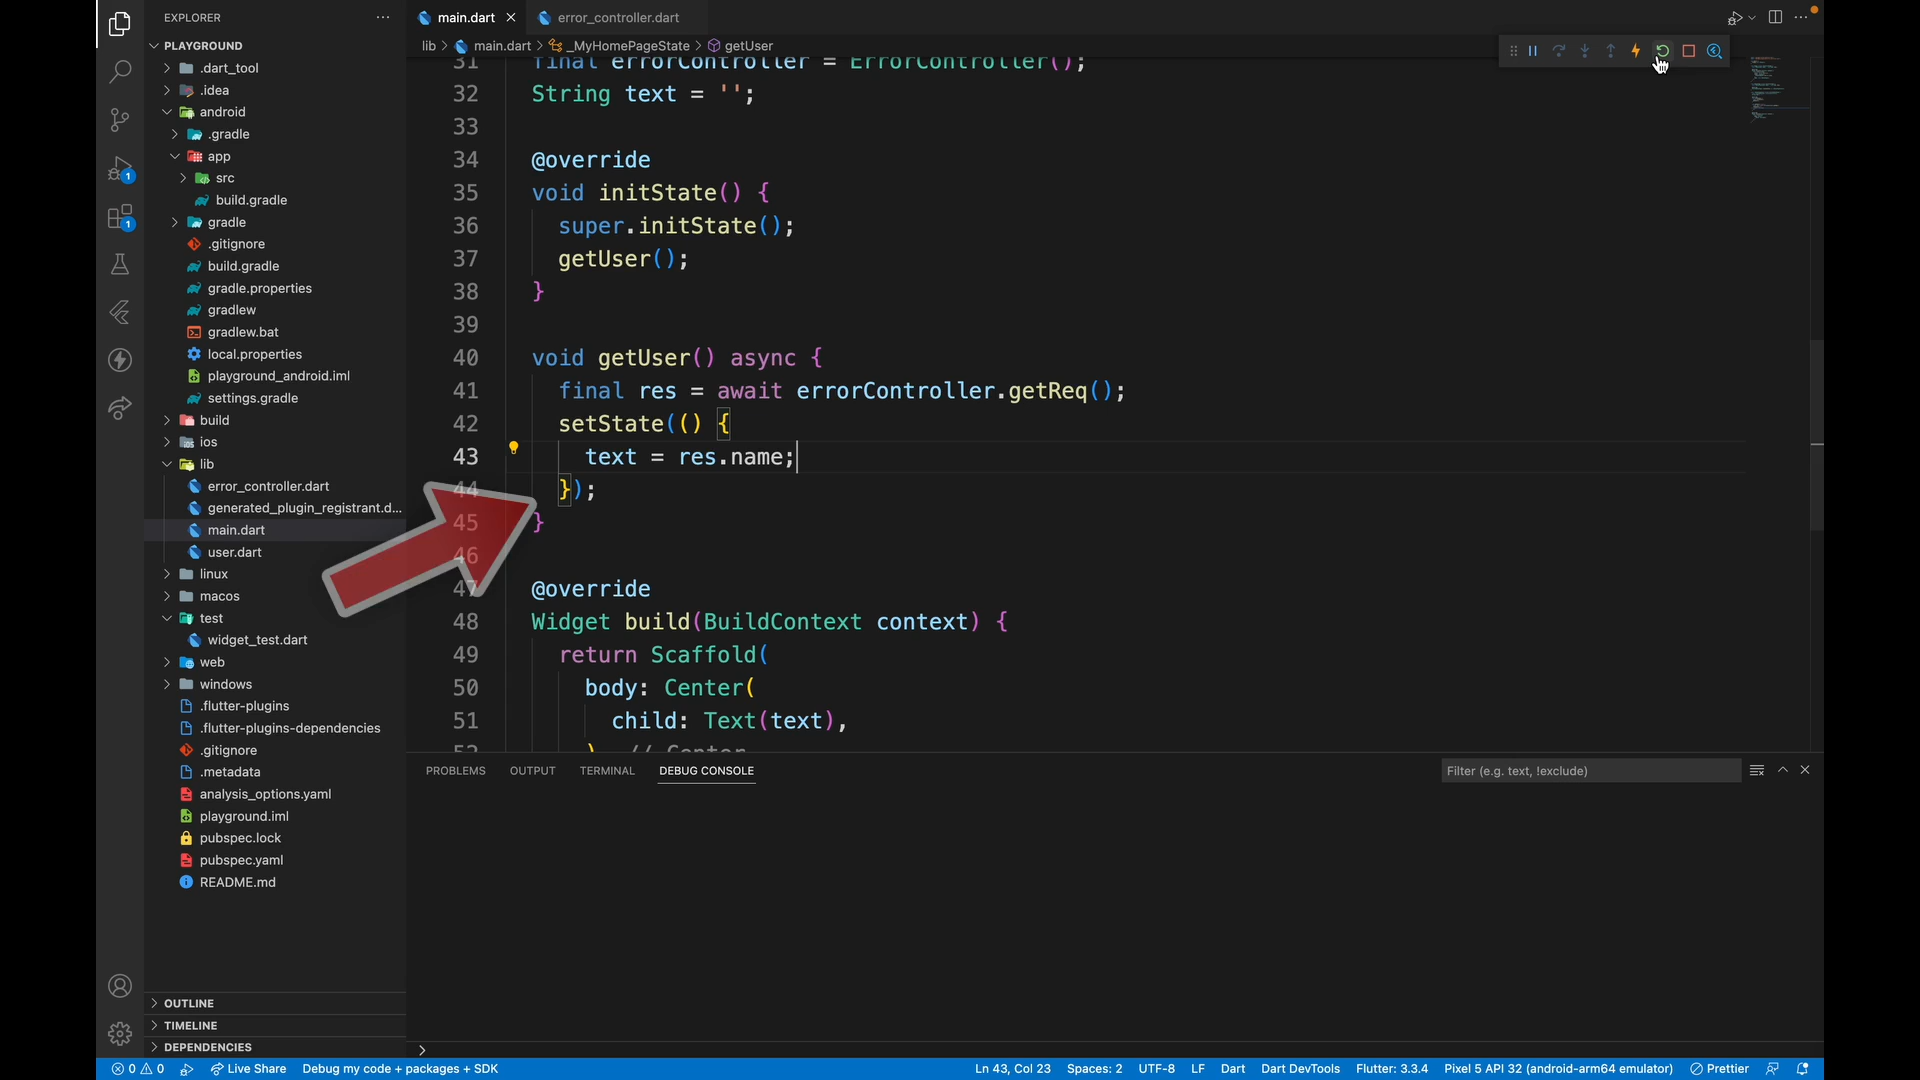 EXPLORER
PLAYGROUND
.dart_tool
.idea
android
.gradle
app
src
build.gradle
gradle
.gitignore
build.gradle
gradle.properties
gradlew
gradlew.bat
local.properties
playground_android.iml
settings.gradle
build
ios
lib
error_controller.dart
generated_plugin_registrant.d...
main.dart
user.dart
linux
macos
test
widget_test.dart
web
windows
.flutter-plugins
.flutter-plugins-dependencies
.gitignore
.metadata
analysis_options.yaml
playground.iml
pubspec.lock
pubspec.yaml
README.md
OUTLINE
TIMELINE
DEPENDENCIES
1
1
main.dart
error_controller.dart
lib > main.dart > _MyHomePageState > getUser
31 final errorController = ErrorController();
32 String text = '';
33
34 @override
35 void initState() {
36 super.initState();
37 getUser();
38 }
39
40 void getUser() async {
41 final res = await errorController.getReq();
42 setState(() {
43 text = res.name;
44 });
45 }
46
47 @override
48 Widget build(BuildContext context) {
49 return Scaffold(
50 body: Center(
51 child: Text(text),
52 ) // Center
PROBLEMS OUTPUT TERMINAL DEBUG CONSOLE
Filter (e.g. text, !exclude)
0 0 Live Share Debug my code + packages + SDK Ln 43, Col 23 Spaces: 2 UTF-8 LF Dart Dart DevTools Flutter: 3.3.4 Pixel 5 API 32 (android-arm64 emulator) Prettier